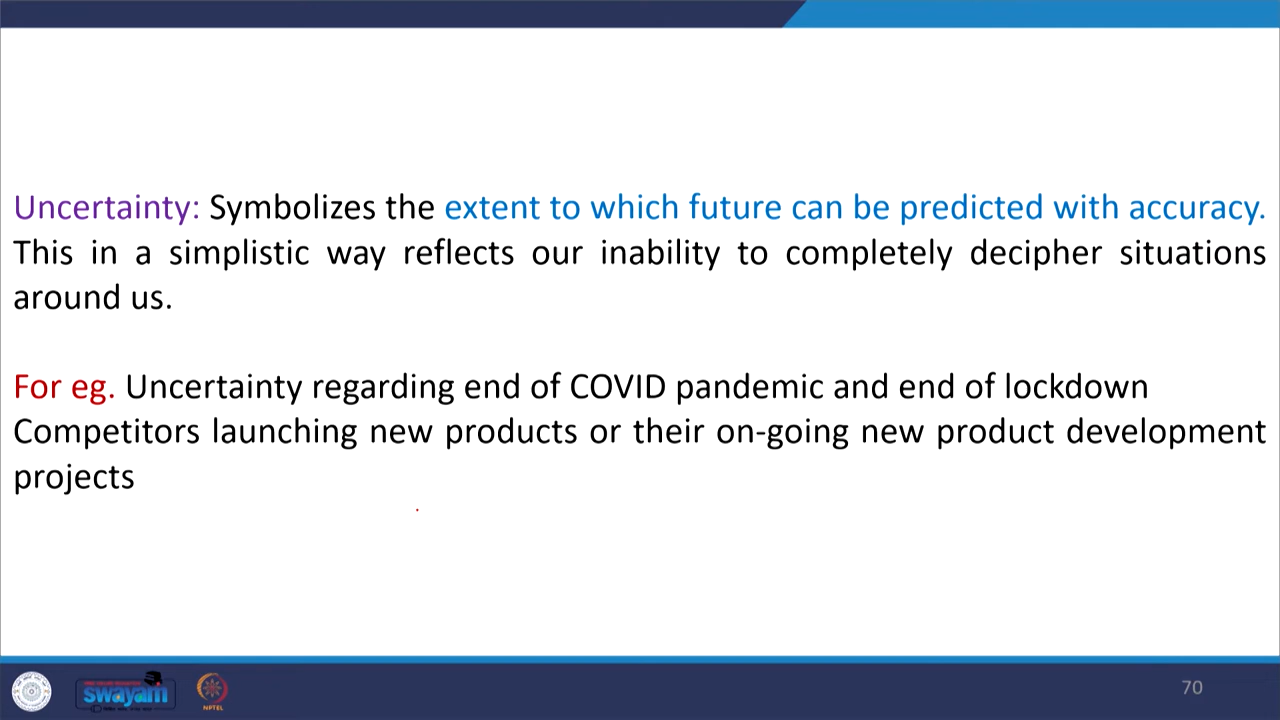 Uncertainty: Symbolizes the extent to which future can be predicted with accuracy.
This in a simplistic way reflects our inability to completely decipher situations
around us.
For eg. Uncertainty regarding end of COVID pandemic and end of lockdown
Competitors launching new products or their on-going new product development
projects
swayam
NPTEL
70